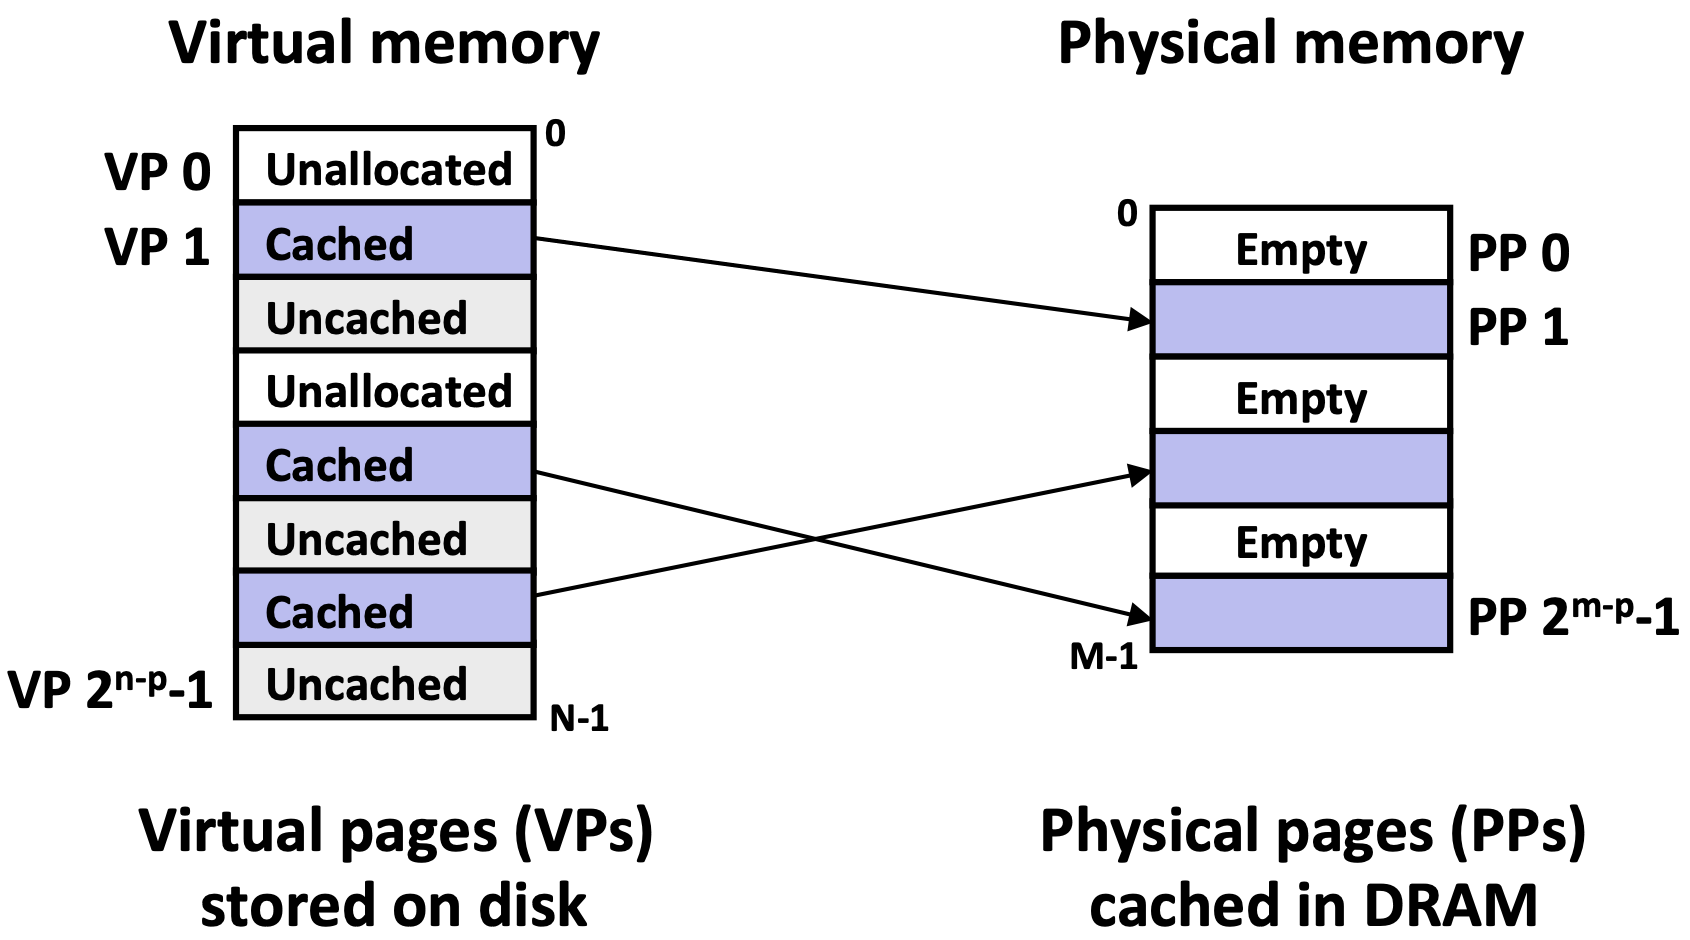 Virtual memory
Physical memory
0
VP 0
Unallocated
VP 1
Cached
Uncached
Unallocated
Cached
Uncached
Cached
VP 2ⁿ⁻ᵖ-1
Uncached
N-1
0
Empty
PP 0
PP 1
Empty
Empty
PP 2ᵐ⁻ᵖ-1
M-1
Virtual pages (VPs)
stored on disk
Physical pages (PPs)
cached in DRAM